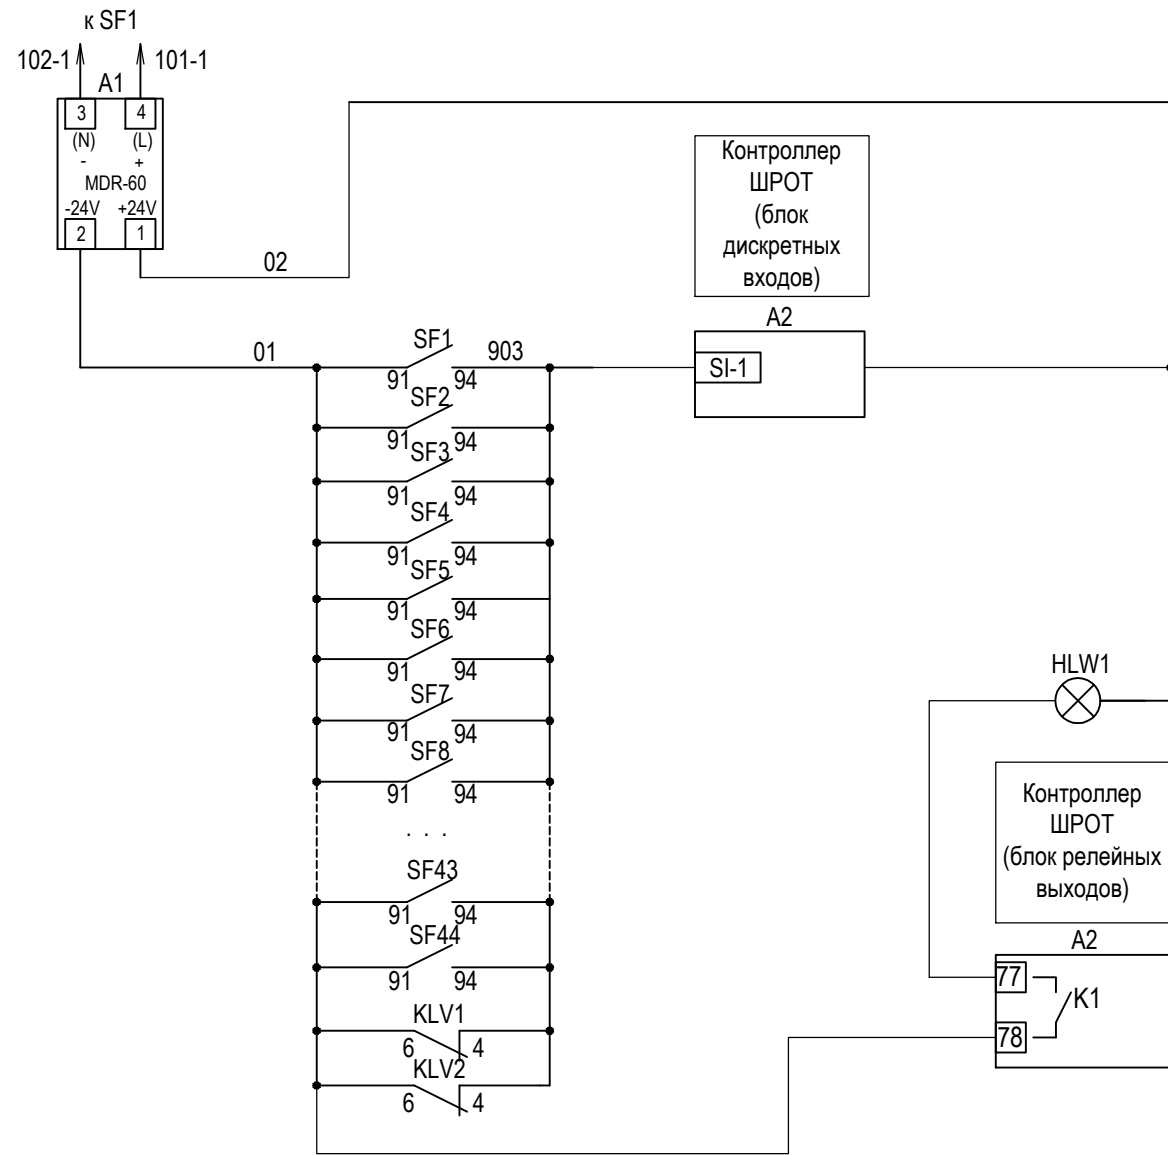 к SF1
102-1
101-1
A1
3
4
(N)
(L)
-
+
MDR-60
-24V
+24V
2
1
02
Контроллер
ШРОТ
(блок
дискретных
входов)
A2
SI-1
01
SF1
903
91
94
SF2
91
94
SF3
91
94
SF4
91
94
SF5
91
94
SF6
91
94
SF7
91
94
SF8
91
94
. . .
SF43
91
94
SF44
91
94
KLV1
6
4
KLV2
6
4
HLW1
Контроллер
ШРОТ
(блок релейных
выходов)
A2
77
K1
78